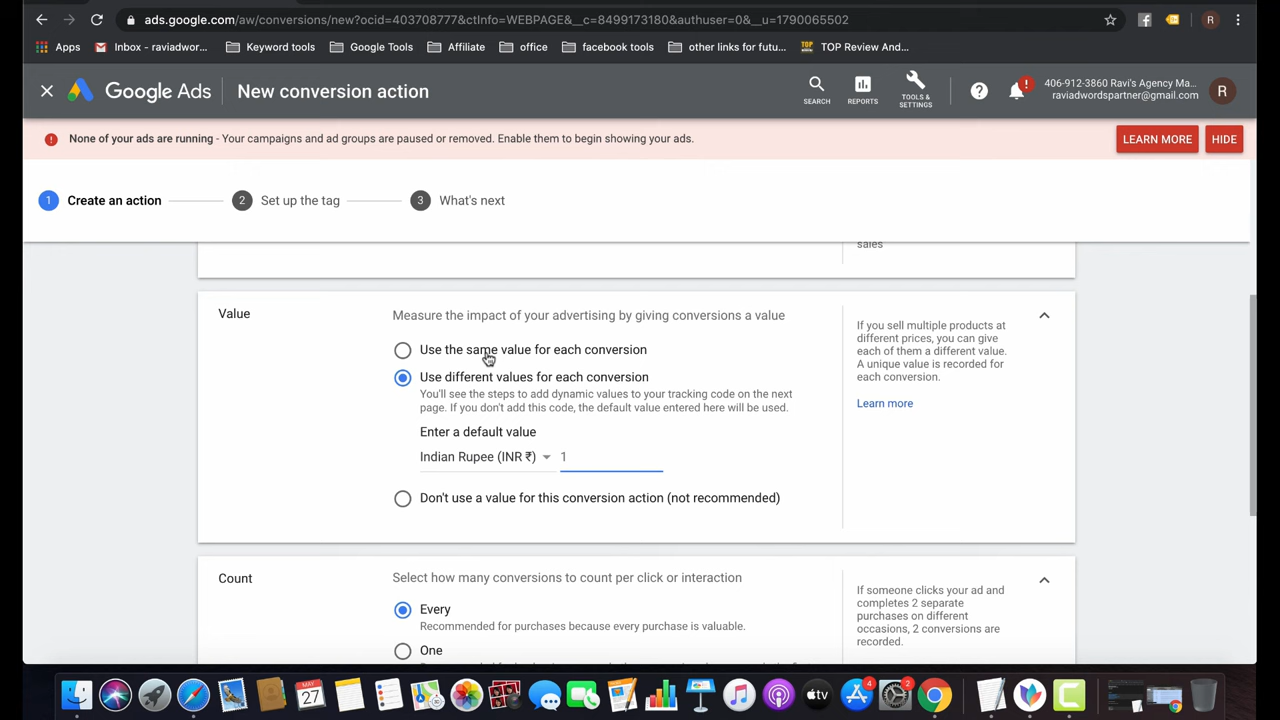 ads.google.com/aw/conversions/new?ocid=403708777&ctInfo=WEBPAGE&__c=8499173180&authuser=0&__u=1790065502
R
Apps
Inbox - raviadwor...
Keyword tools
Google Tools
Affiliate
office
facebook tools
other links for futu...
TOP Review And...
Google Ads
New conversion action
SEARCH
REPORTS
TOOLS &
SETTINGS
406-912-3860 Ravi's Agency Ma...
raviadwordspartner@gmail.com
R
None of your ads are running - Your campaigns and ad groups are paused or removed. Enable them to begin showing your ads.
LEARN MORE
HIDE
1 Create an action
2 Set up the tag
3 What's next
sales
Value
Measure the impact of your advertising by giving conversions a value
Use the same value for each conversion
Use different values for each conversion
You'll see the steps to add dynamic values to your tracking code on the next
page. If you don't add this code, the default value entered here will be used.
Enter a default value
Indian Rupee (INR ₹) 1
Don't use a value for this conversion action (not recommended)
If you sell multiple products at
different prices, you can give
each of them a different value.
A unique value is recorded for
each conversion.
Learn more
Count
Select how many conversions to count per click or interaction
Every
Recommended for purchases because every purchase is valuable.
One
If someone clicks your ad and
completes 2 separate
purchases on different
occasions, 2 conversions are
recorded.
MAY
27
tv
4
2